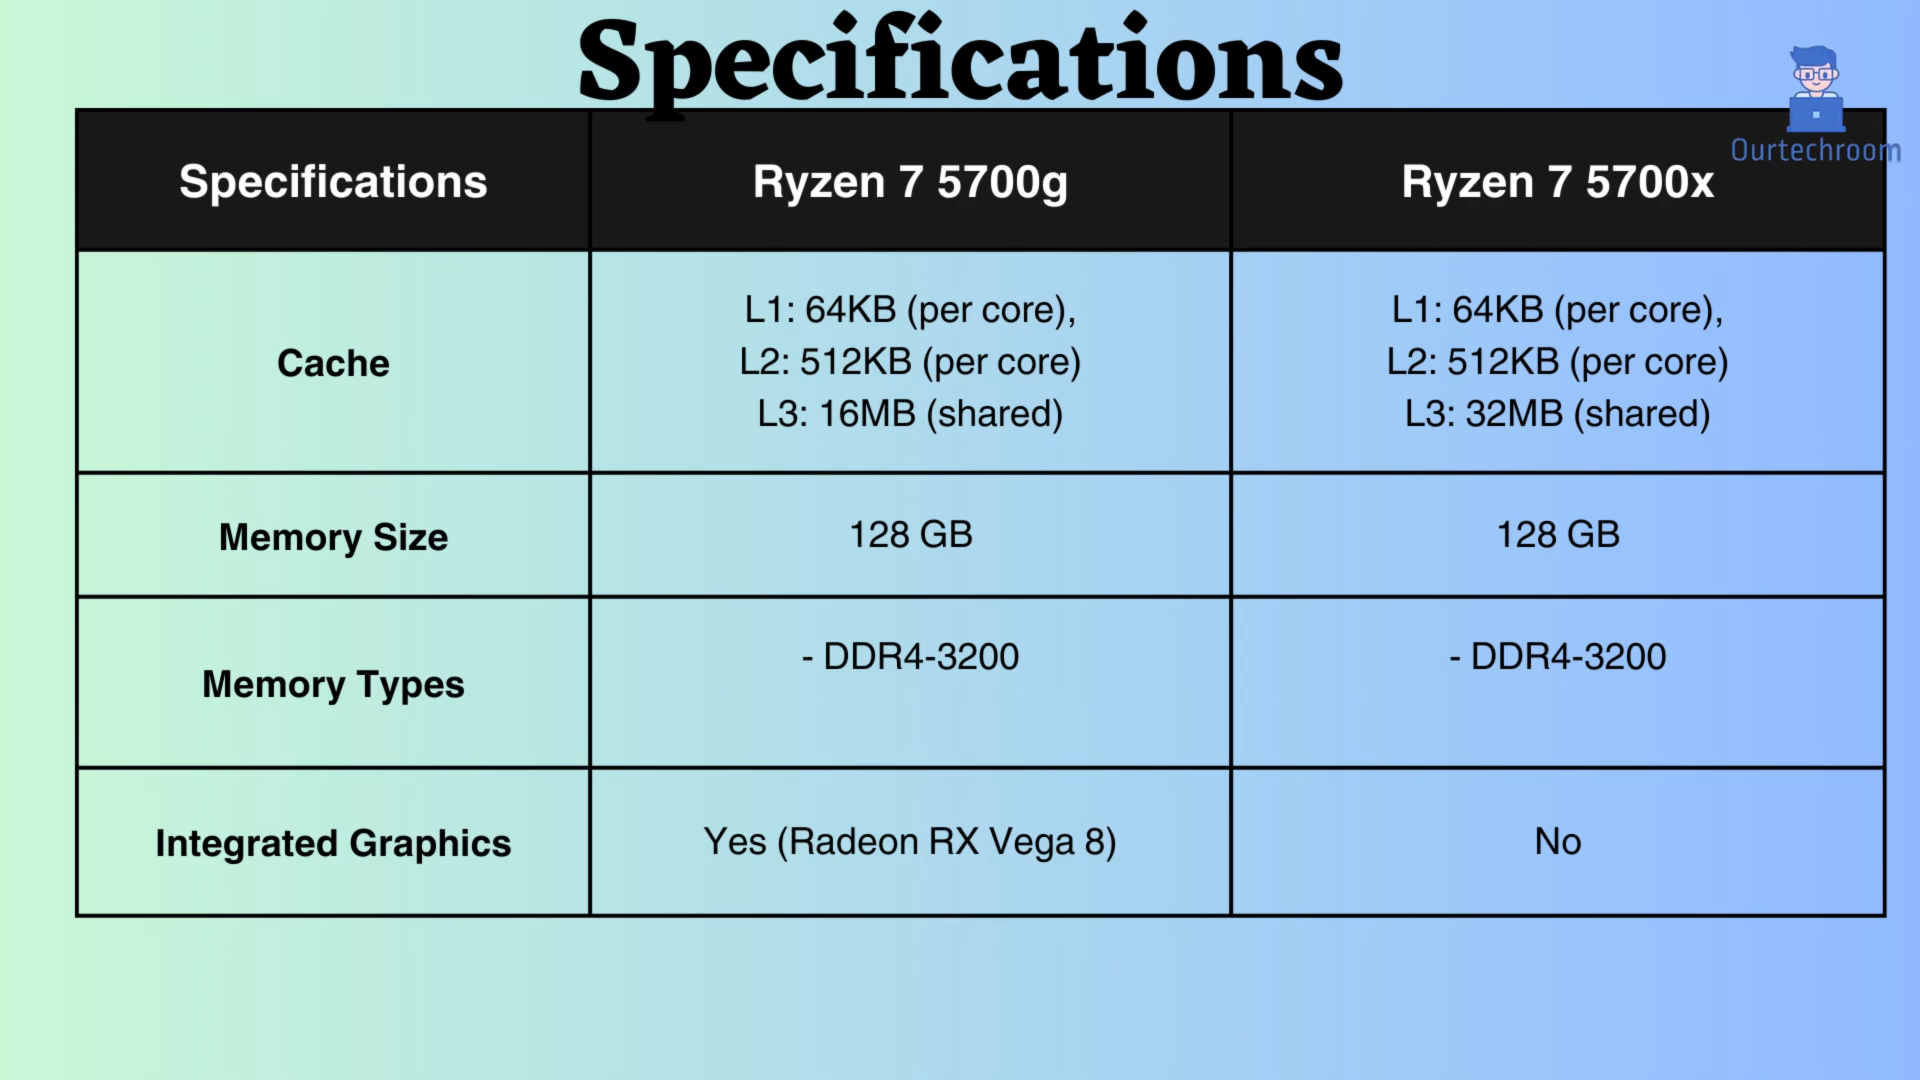 Specifications
Ourtechroom
Specifications Ryzen 7 5700g Ryzen 7 5700x
Cache
L1: 64KB (per core),
L2: 512KB (per core)
L3: 16MB (shared)
L1: 64KB (per core),
L2: 512KB (per core)
L3: 32MB (shared)
Memory Size 128 GB 128 GB
Memory Types - DDR4-3200 - DDR4-3200
Integrated Graphics Yes (Radeon RX Vega 8) No